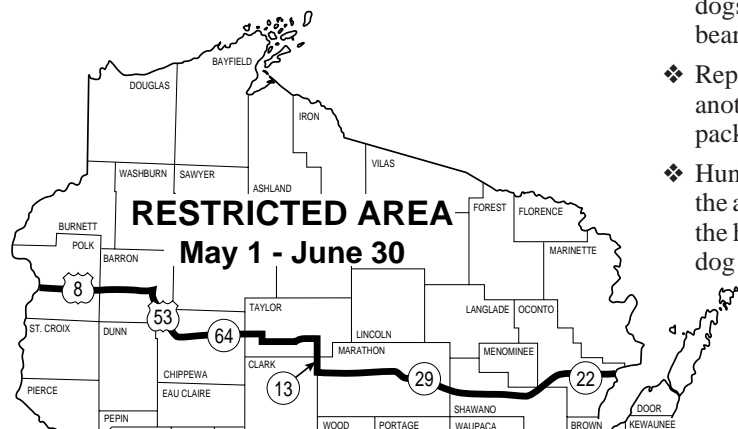 BAYFIELD
DOUGLAS
IRON
VILAS
WASHBURN
SAWYER
ASHLAND
RESTRICTED AREA
May 1 - June 30
FOREST
FLORENCE
BURNETT
POLK
BARRON
MARINETTE
8
53
64
TAYLOR
LANGLADE
OCONTO
ST. CROIX
DUNN
LINCOLN
MARATHON
MENOMINEE
CHIPPEWA
CLARK
13
29
22
PIERCE
EAU CLAIRE
PEPIN
SHAWANO
DOOR
WOOD
PORTAGE
WAUPACA
BROWN
KEWAUNEE
dogs
bear
❖ Rep
anot
pack
❖ Hun
the a
the h
dog